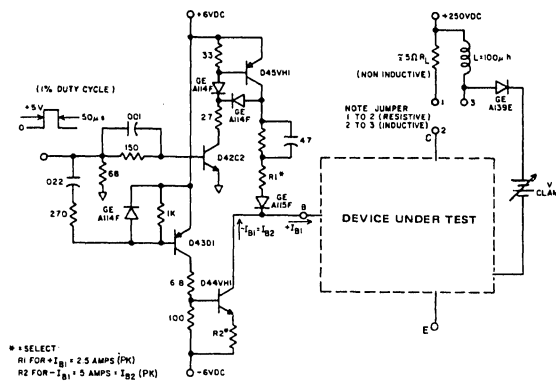 +6VDC
+250VDC
33
D45VH1
≈5Ω RL
L=100μh
GE
A114F
(NON INDUCTIVE)
GE
A139E
(1% DUTY CYCLE)
+5V
50μs
0
.001
27
GE
A114F
1
3
NOTE JUMPER
1 TO 2 (RESISTIVE)
2 TO 3 (INDUCTIVE)
C
2
150
D42C2
.47
68
R1*
.022
GE
A114F
1K
GE
A115F
-IB1=IB2
B
+IB1
DEVICE UNDER TEST
270
D43D1
6.8
D44VH1
100
R2*
E
* = SELECT:
R1 FOR +IB1 = 2.5 AMPS (PK)
R2 FOR -IB1 = 5 AMPS = IB2 (PK)
-6VDC